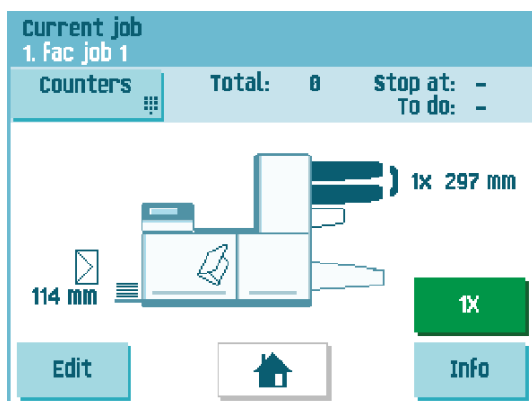 Current job
1. Fac job 1
Counters Total: 0 Stop at: -
To do: -
1x 297 mm
114 mm
1X
Edit Info